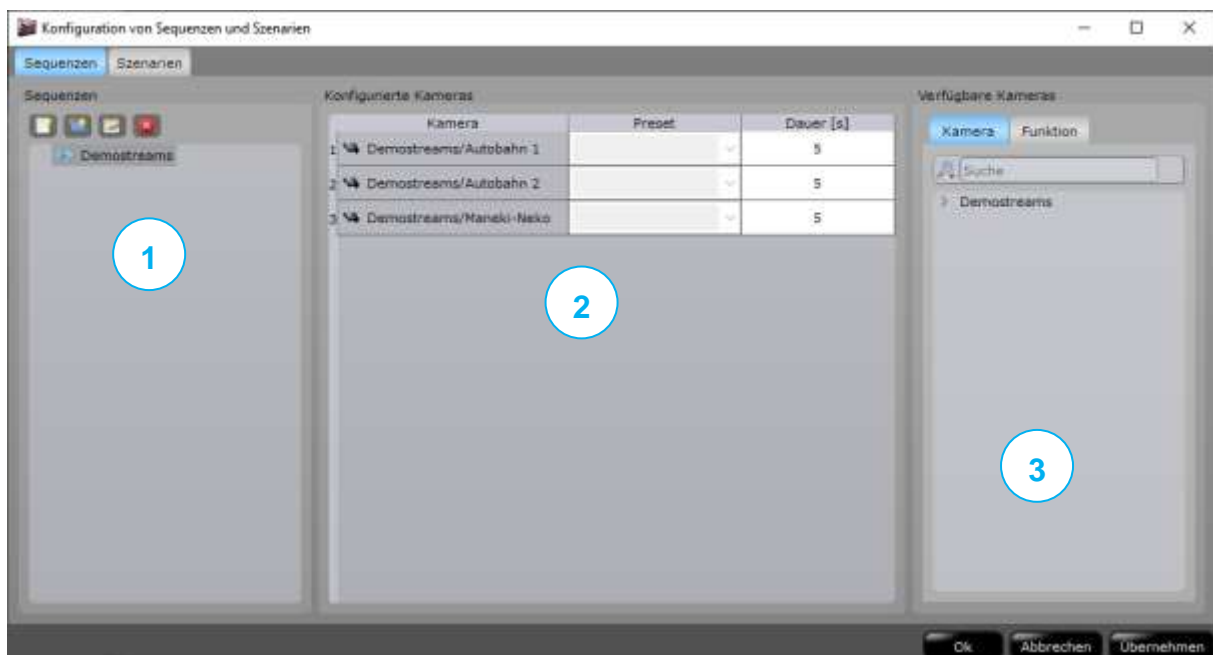 Konfiguration von Sequenzen und Szenarien
Sequenzen Szenarien
Sequenzen
Demostreams
1
Konfigurierte Kameras
Kamera Preset Dauer [s]
1 Demostreams/Autobahn 1 5
2 Demostreams/Autobahn 2 5
3 Demostreams/Maneki-Neko 5
2
Verfügbare Kameras
Kamera Funktion
Suche
Demostreams
3
Ok Abbrechen Übernehmen